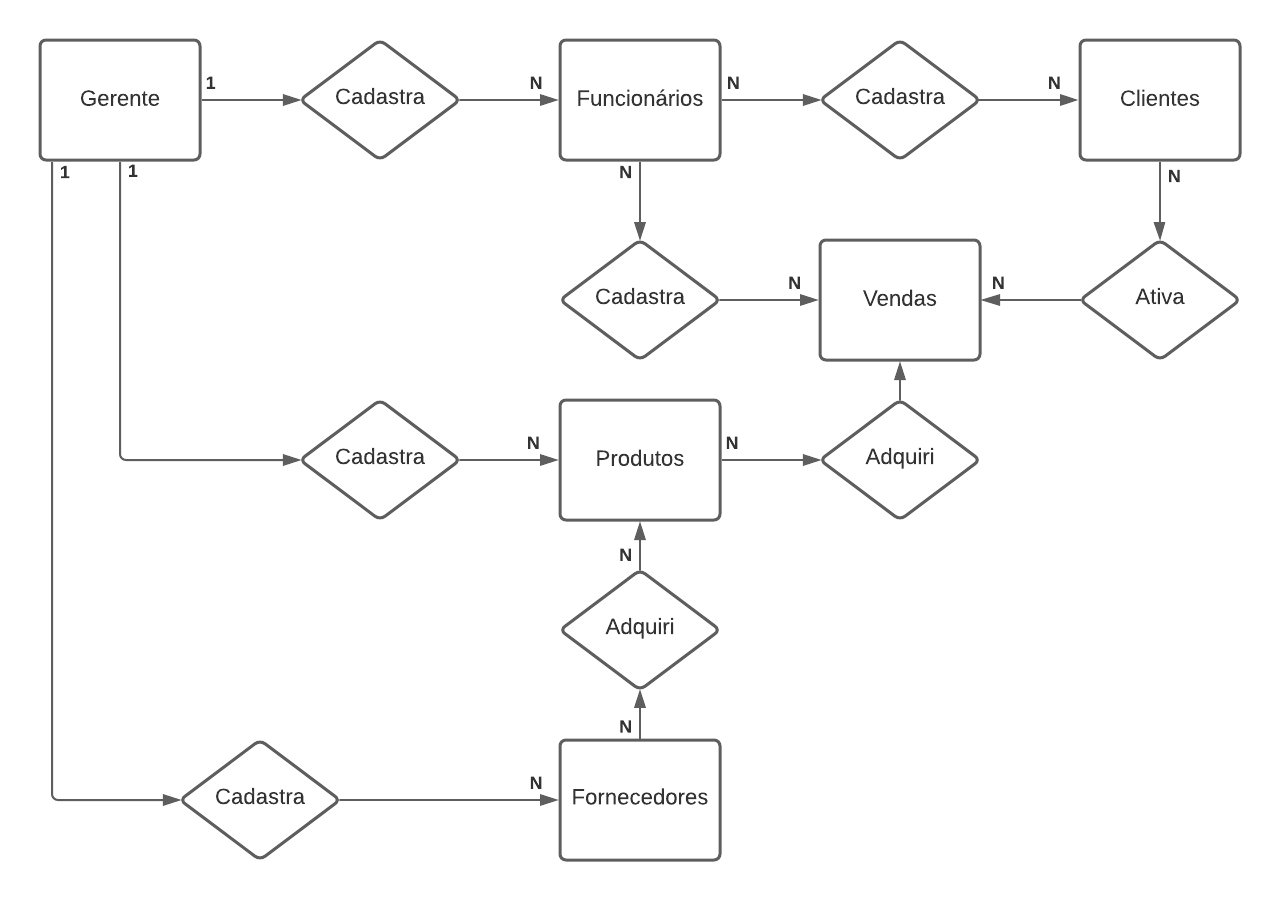 Gerente
1
Cadastra
N
Funcionários
N
Cadastra
N
Clientes
1
1
N
N
Cadastra
N
Vendas
N
Ativa
Cadastra
N
Produtos
N
Adquiri
N
Adquiri
N
Cadastra
N
Fornecedores